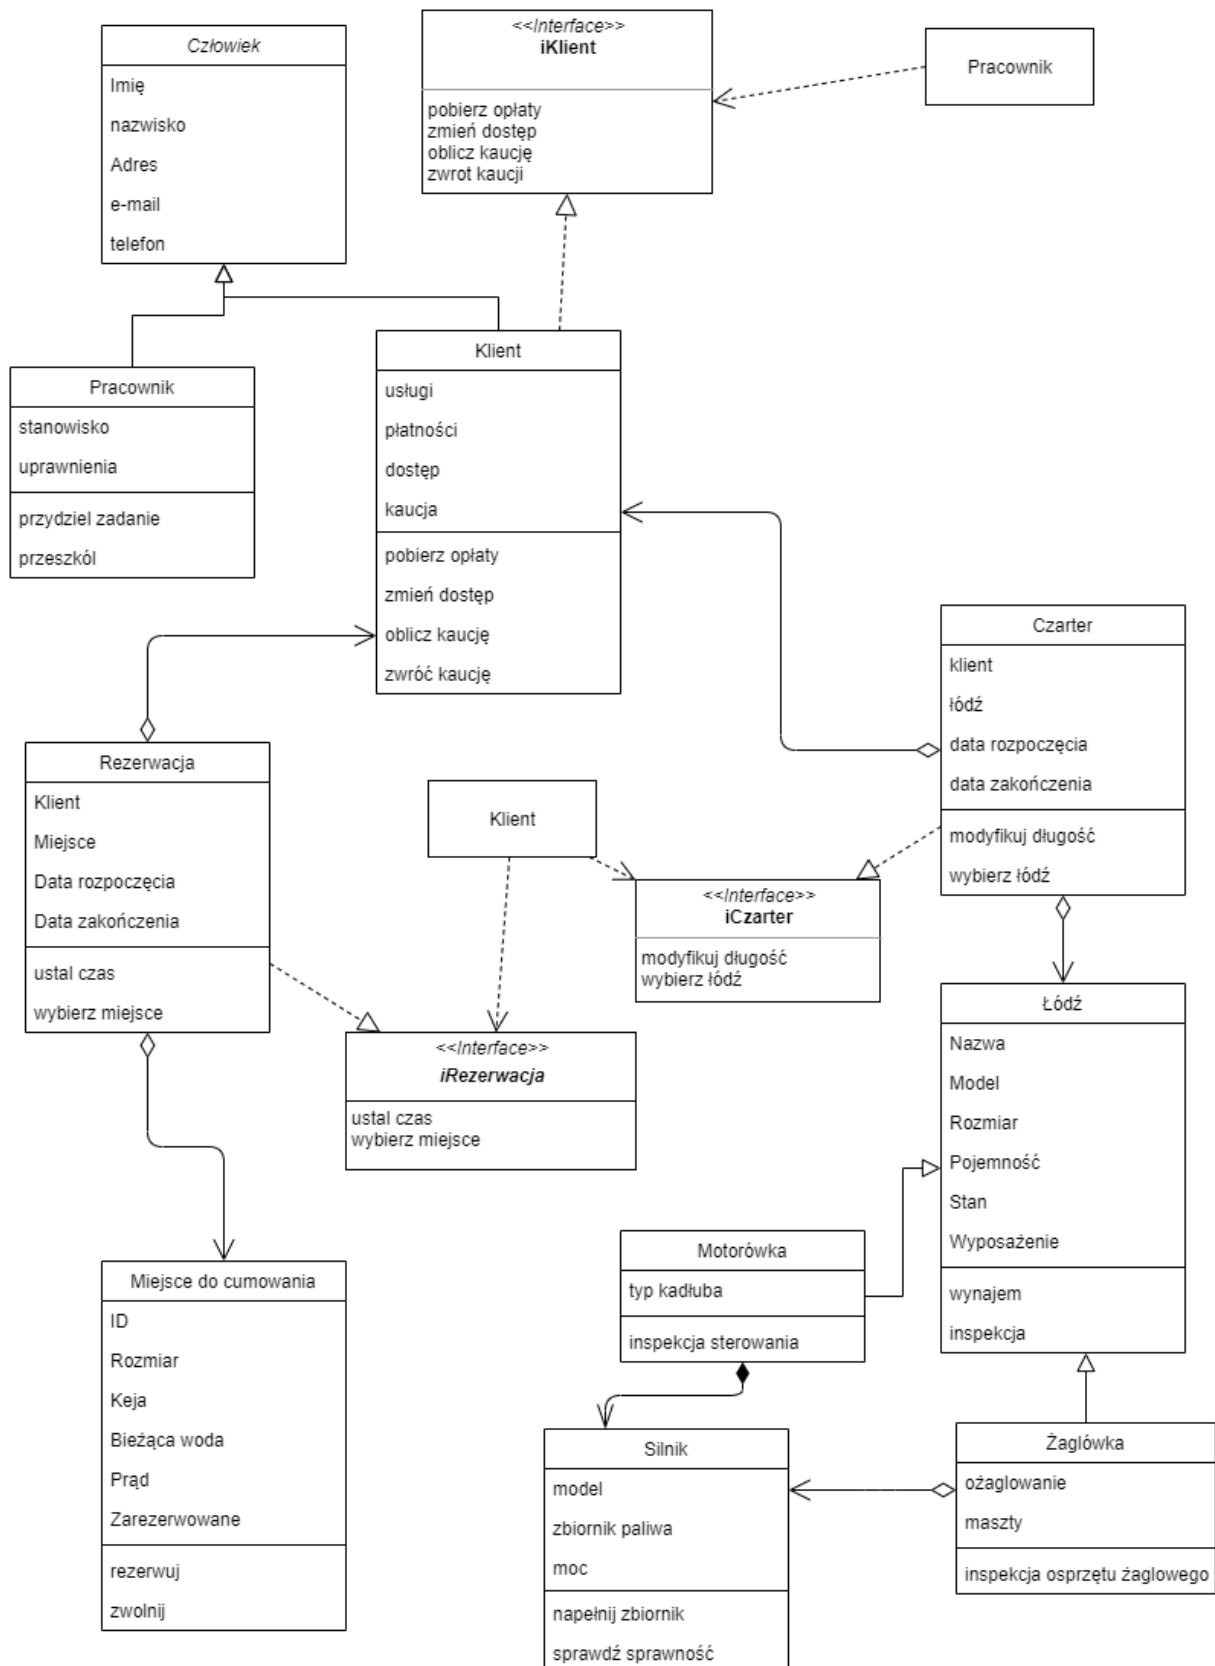 Człowiek
Imię
nazwisko
Adres
e-mail
telefon
<<Interface>>
iKlient
pobierz opłaty
zmień dostęp
oblicz kaucję
zwrot kaucji
Pracownik
Pracownik
stanowisko
uprawnienia
przydziel zadanie
przeszkól
Klient
usługi
płatności
dostęp
kaucja
pobierz opłaty
zmień dostęp
oblicz kaucję
zwróć kaucję
Czarter
klient
łódź
data rozpoczęcia
data zakończenia
modyfikuj długość
wybierz łódź
Rezerwacja
Klient
Miejsce
Data rozpoczęcia
Data zakończenia
ustal czas
wybierz miejsce
Klient
<<Interface>>
iCzarter
modyfikuj długość
wybierz łódź
<<Interface>>
iRezerwacja
ustal czas
wybierz miejsce
Łódź
Nazwa
Model
Rozmiar
Pojemność
Stan
Wyposażenie
wynajem
inspekcja
Motorówka
typ kadłuba
inspekcja sterowania
Miejsce do cumowania
ID
Rozmiar
Keja
Bieżąca woda
Prąd
Zarezerwowane
rezerwuj
zwolnij
Silnik
model
zbiornik paliwa
moc
napełnij zbiornik
sprawdź sprawność
Żaglówka
ożaglowanie
maszty
inspekcja osprzętu żaglowego